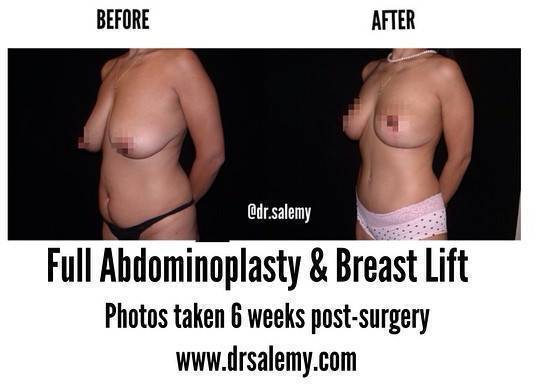 BEFORE
AFTER
@dr.salemy
Full Abdominoplasty & Breast Lift
Photos taken 6 weeks post-surgery
www.drsalemy.com